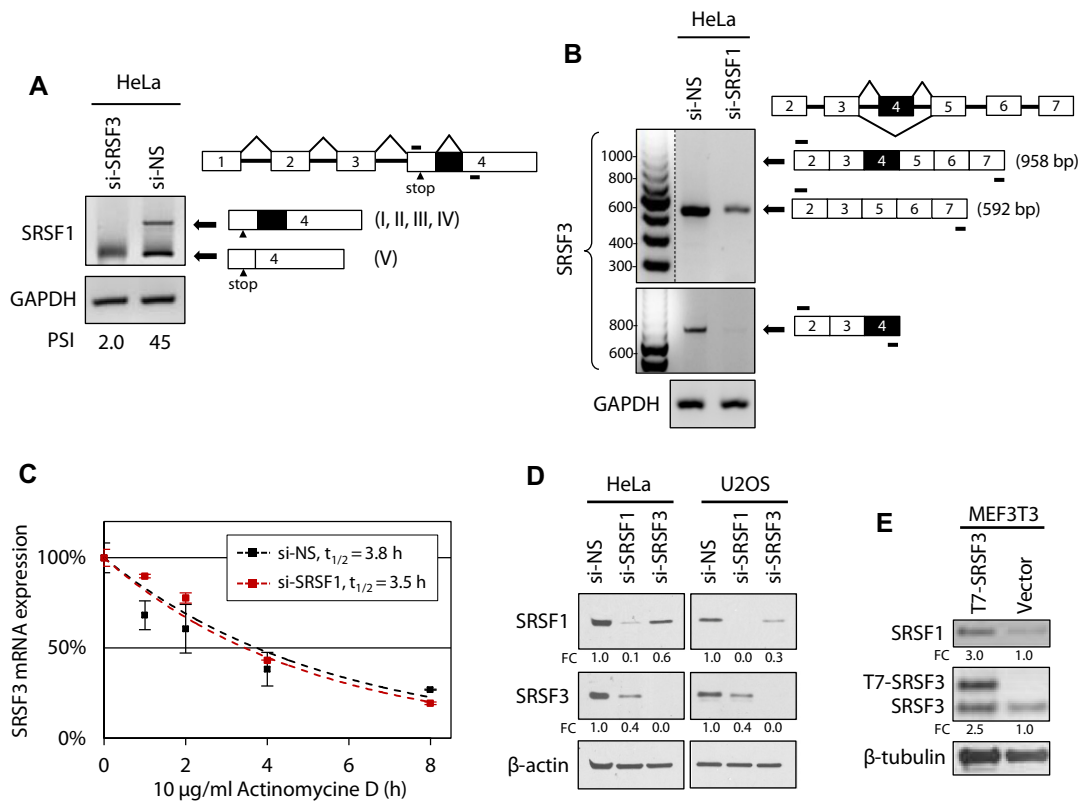 A
HeLa
si-SRSF3
si-NS
1 2 3 4
stop
SRSF1
4 (I, II, III, IV)
4 (V)
stop
GAPDH
PSI 2.0 45
B
HeLa
si-NS
si-SRSF1
2 3 4 5 6 7
SRSF3
1000
800
600
400
300
2 3 4 5 6 7 (958 bp)
2 3 5 6 7 (592 bp)
800
600
2 3 4
GAPDH
C
SRSF3 mRNA expression
100%
50%
0%
si-NS, t1/2 = 3.8 h
si-SRSF1, t1/2 = 3.5 h
0 2 4 6 8
10 µg/ml Actinomycine D (h)
D
HeLa U2OS
si-NS si-SRSF1 si-SRSF3 si-NS si-SRSF1 si-SRSF3
SRSF1
FC 1.0 0.1 0.6 1.0 0.0 0.3
SRSF3
FC 1.0 0.4 0.0 1.0 0.4 0.0
β-actin
E
MEF3T3
T7-SRSF3 Vector
SRSF1
FC 3.0 1.0
T7-SRSF3
SRSF3
FC 2.5 1.0
β-tubulin